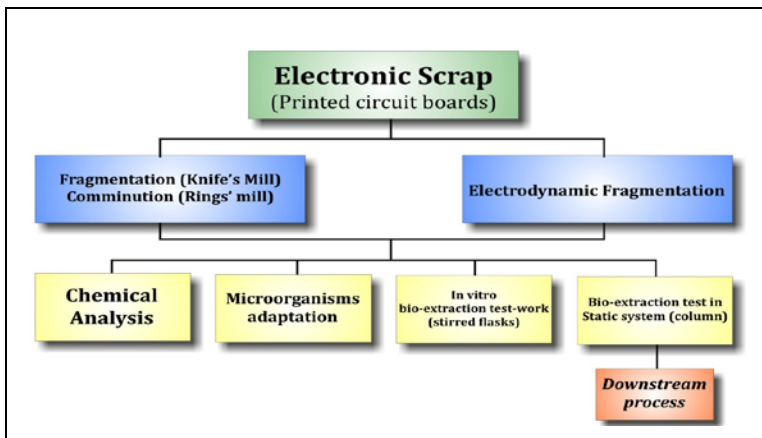 Electronic Scrap
(Printed circuit boards)
Fragmentation (Knife's Mill)
Comminution (Rings' mill)
Electrodynamic Fragmentation
Chemical
Analysis
Microorganisms
adaptation
In vitro
bio-extraction test-work
(stirred flasks)
Bio-extraction test in
Static system (column)
Downstream
process